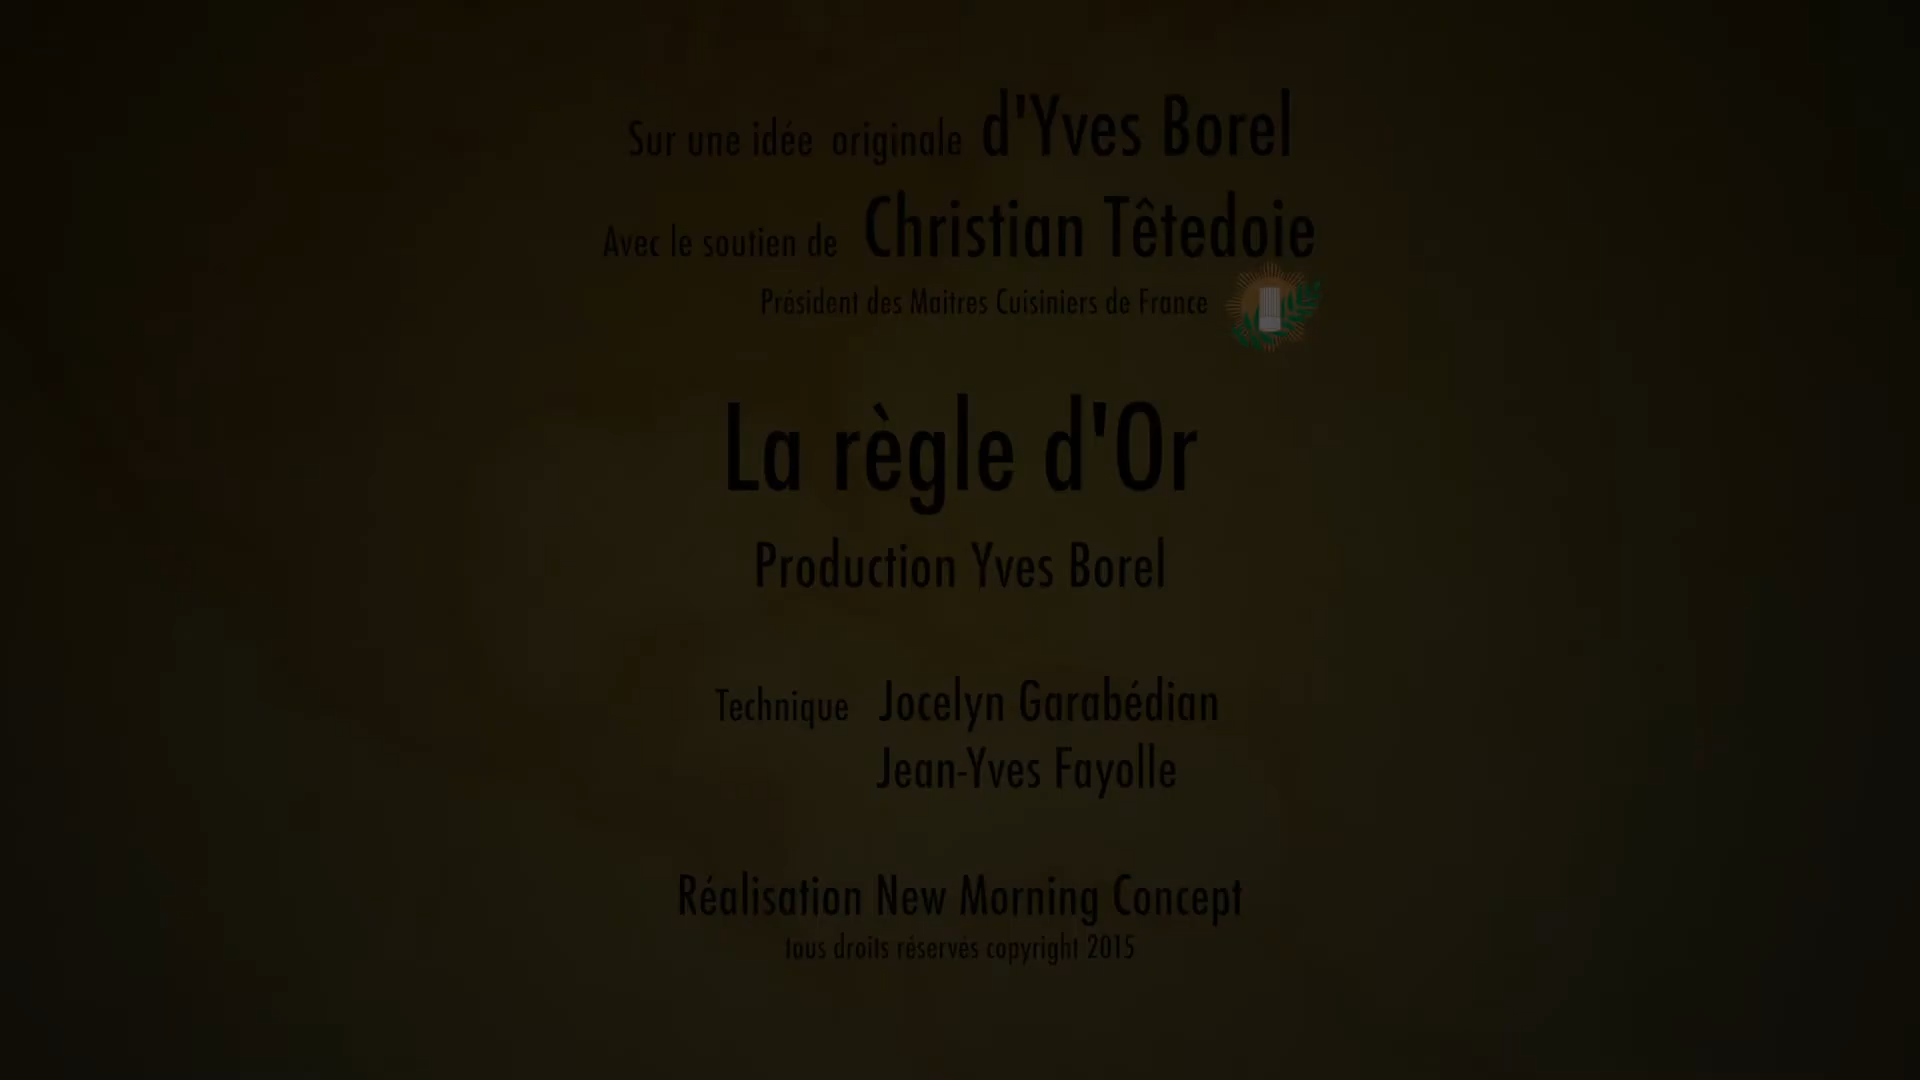 Sur une idée originale d'Yves Borel
Avec le soutien de Christian Têtedoie
Président des Maitres Cuisiniers de France
La règle d'Or
Production Yves Borel
Technique Jocelyn Garabédian
Jean-Yves Fayolle
Réalisation New Morning Concept
tous droits réservés copyright 2015